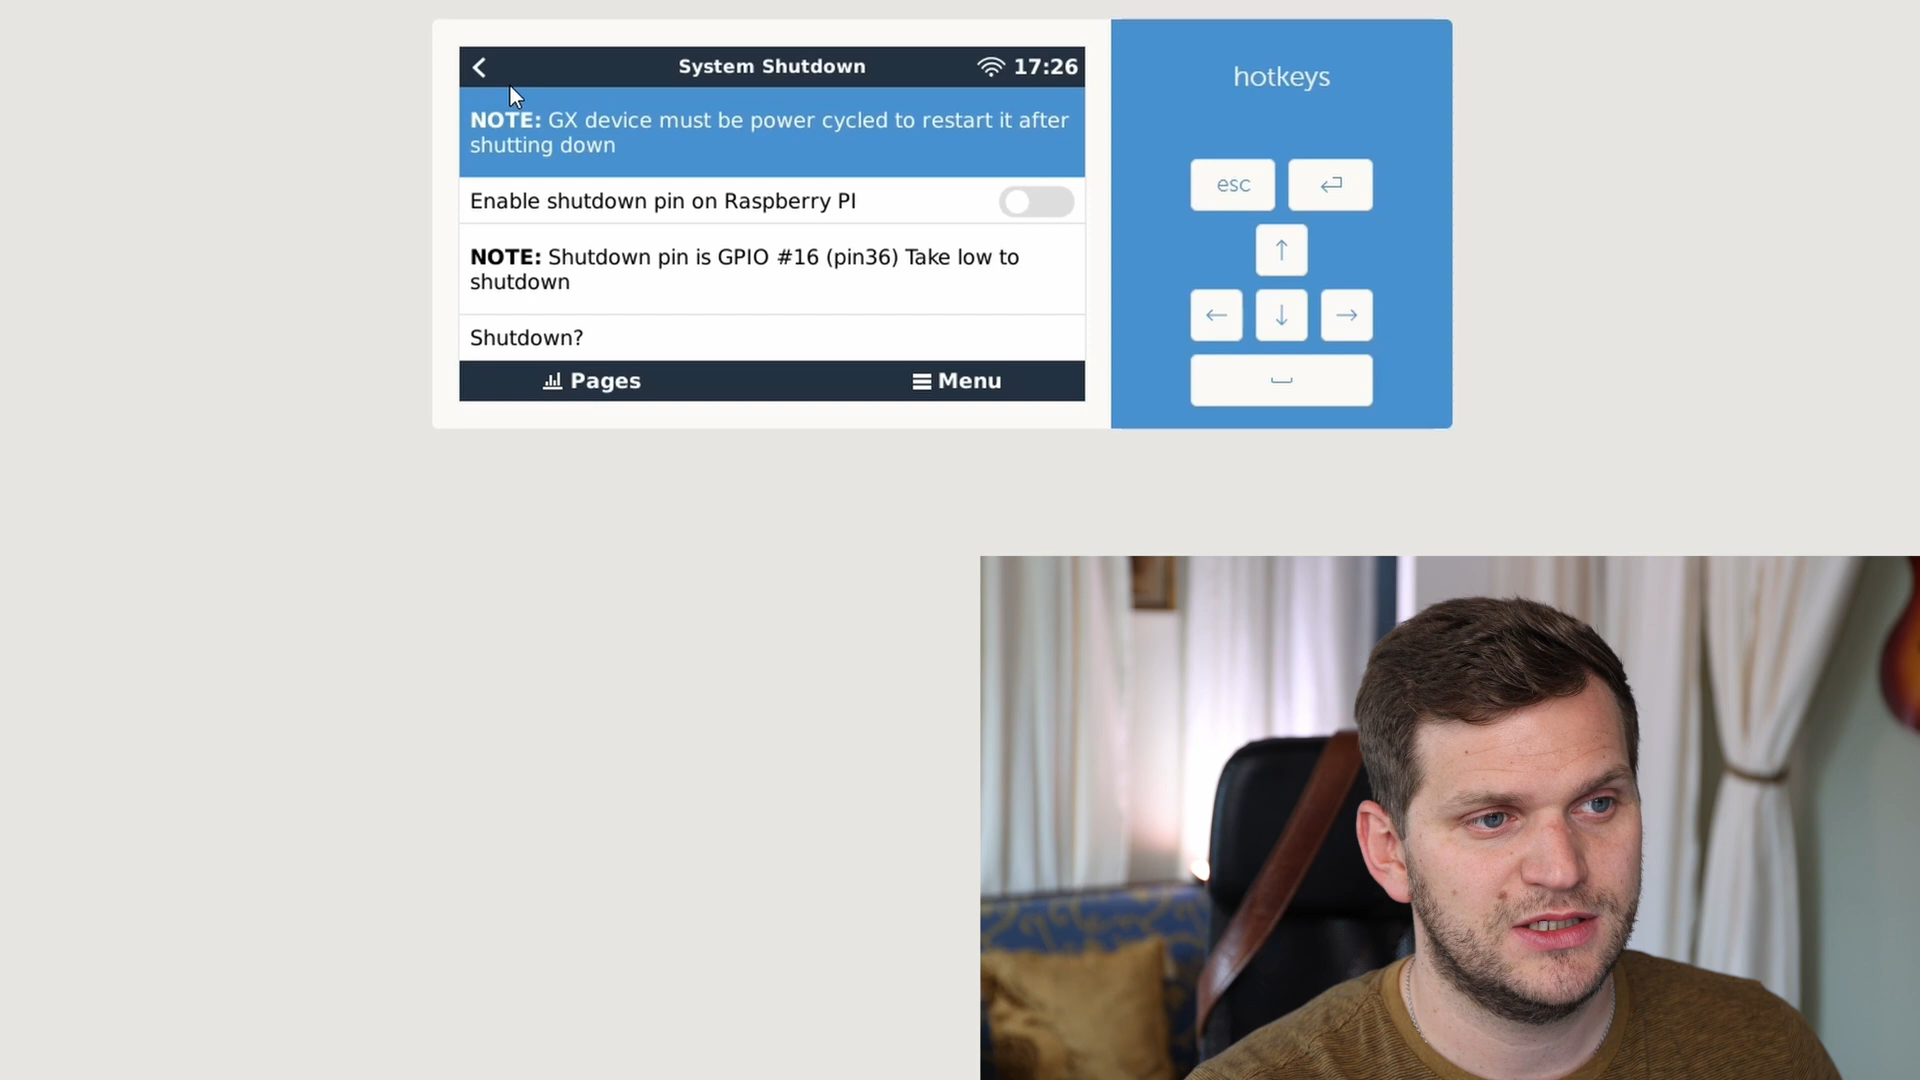 System Shutdown
17:26
NOTE: GX device must be power cycled to restart it after
shutting down
Enable shutdown pin on Raspberry PI
NOTE: Shutdown pin is GPIO #16 (pin36) Take low to
shutdown
Shutdown?
Pages
Menu
hotkeys
esc